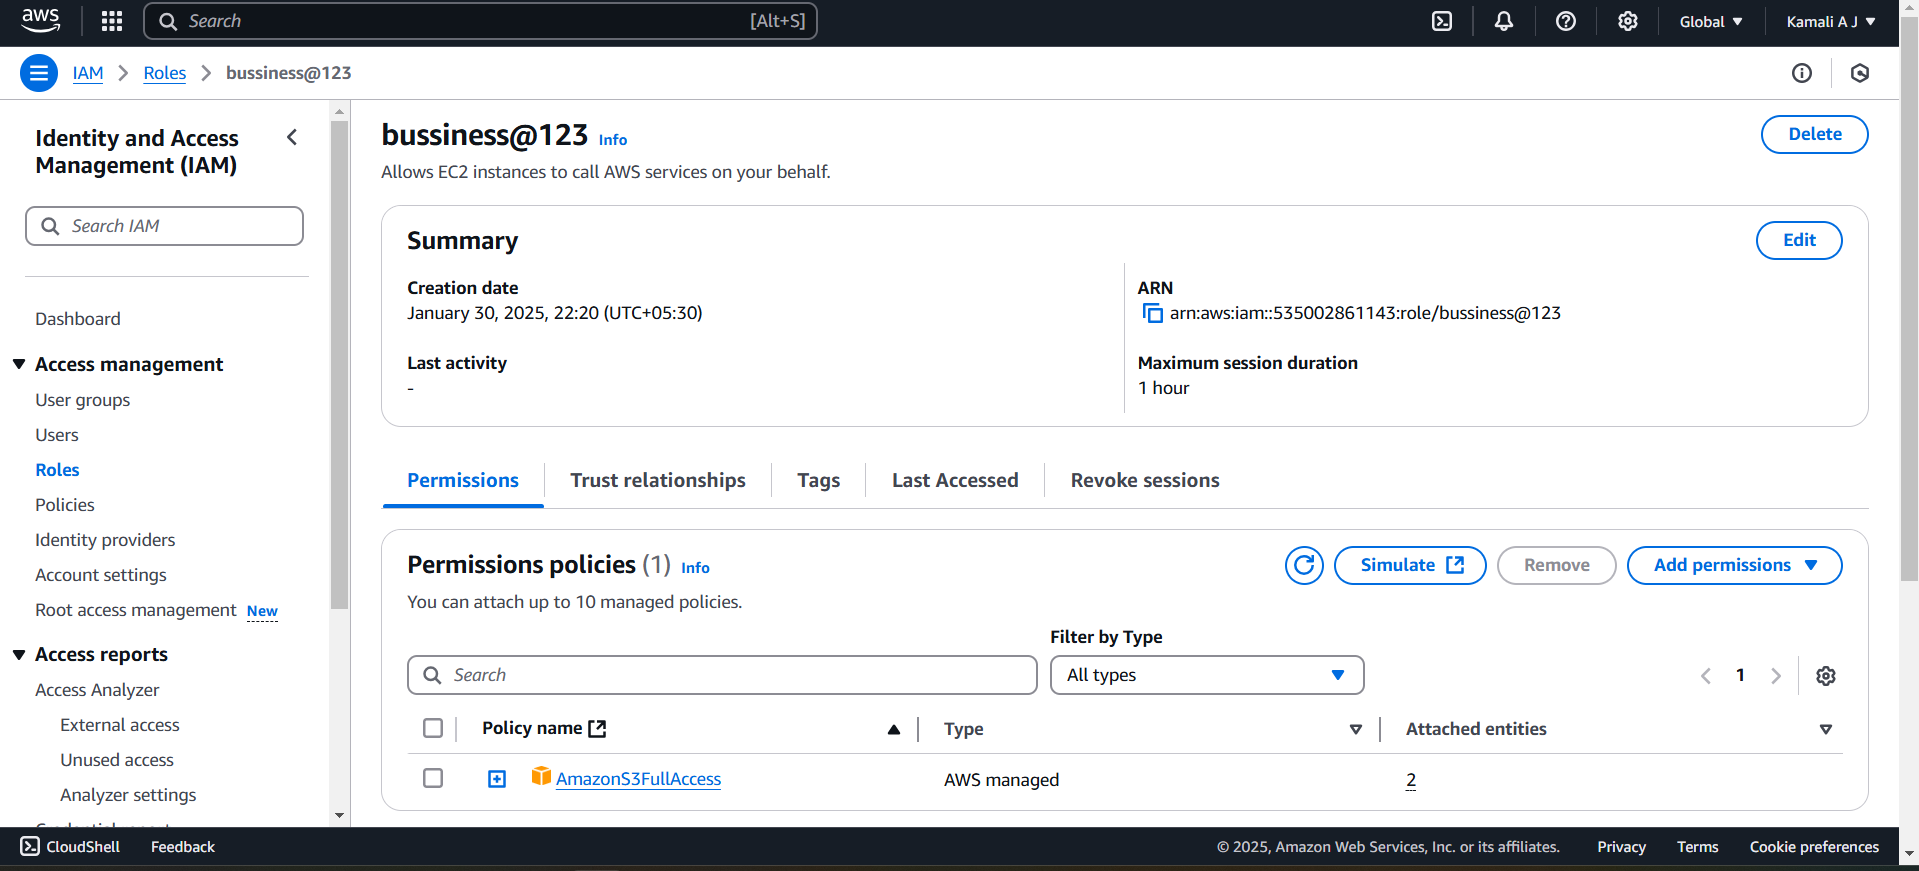 aws
Search [Alt+S]
Global
Kamali A J
IAM
Roles
bussiness@123
Identity and Access
Management (IAM)
Search IAM
Dashboard
Access management
User groups
Users
Roles
Policies
Identity providers
Account settings
Root access management New
Access reports
Access Analyzer
External access
Unused access
Analyzer settings
bussiness@123 Info
Delete
Allows EC2 instances to call AWS services on your behalf.
Summary
Edit
Creation date
January 30, 2025, 22:20 (UTC+05:30)
ARN
arn:aws:iam::535002861143:role/bussiness@123
Last activity
-
Maximum session duration
1 hour
Permissions
Trust relationships
Tags
Last Accessed
Revoke sessions
Permissions policies (1) Info
Simulate
Remove
Add permissions
You can attach up to 10 managed policies.
Filter by Type
Search
All types
1
Policy name
Type
Attached entities
AmazonS3FullAccess
AWS managed
2
CloudShell
Feedback
© 2025, Amazon Web Services, Inc. or its affiliates.
Privacy
Terms
Cookie preferences